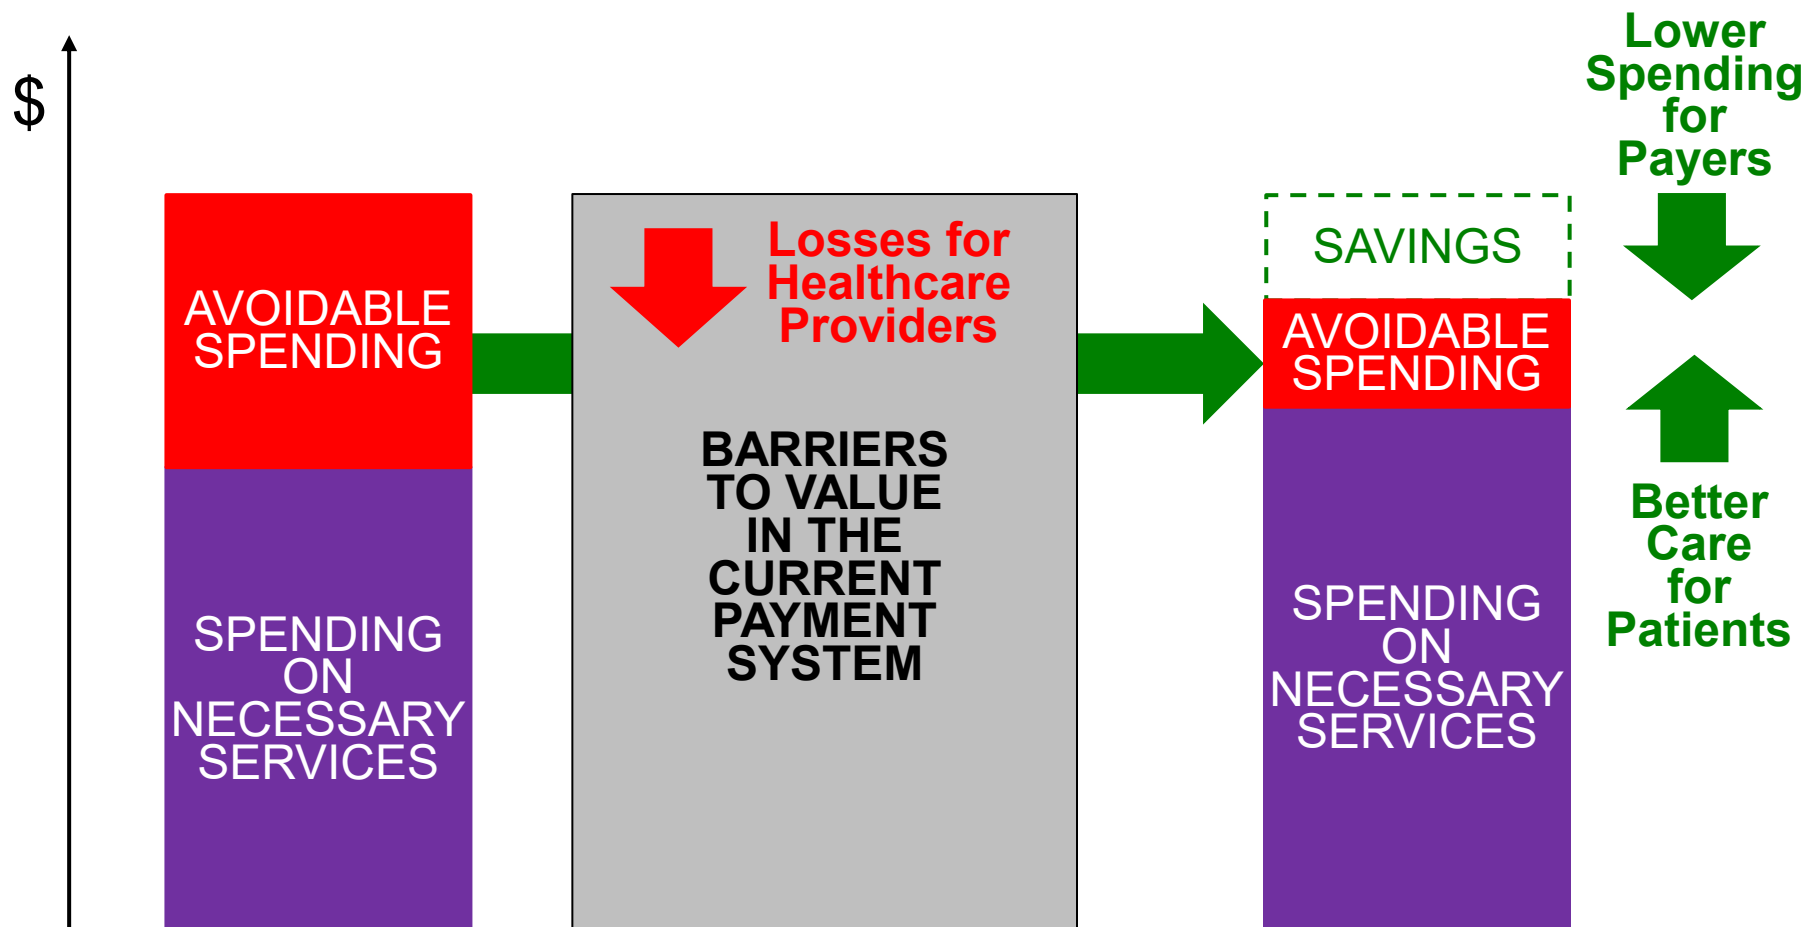 $
AVOIDABLE
SPENDING
SPENDING
ON
NECESSARY
SERVICES
Losses for
Healthcare
Providers
BARRIERS
TO VALUE
IN THE
CURRENT
PAYMENT
SYSTEM
SAVINGS
AVOIDABLE
SPENDING
SPENDING
ON
NECESSARY
SERVICES
Lower
Spending
for
Payers
Better
Care
for
Patients